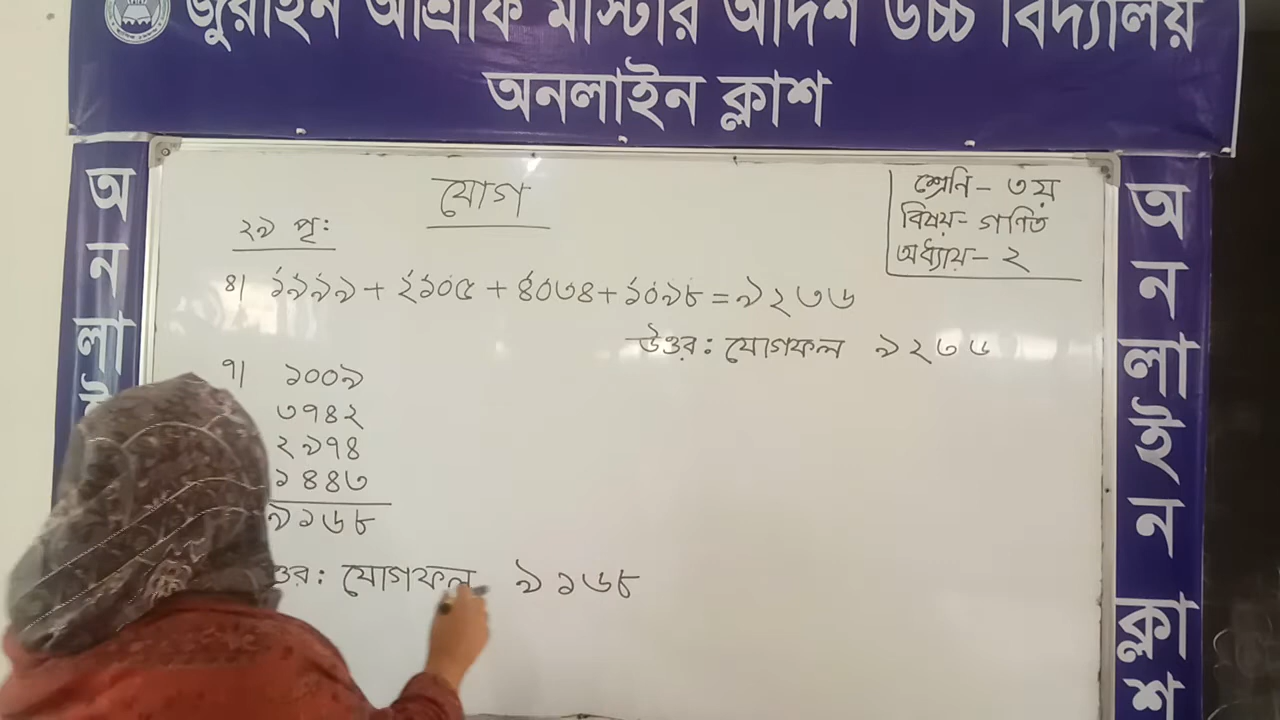 জুরাইন আশ্রাফ মাস্টার আদর্শ উচ্চ বিদ্যালয়
অনলাইন ক্লাশ
যোগ
শ্রেনি - ৩য়
বিষয় - গণিত
অধ্যায় - ২
২৯ পৃঃ
৪| ১৯৯৯ + ২১০৫ + ৪০৩৪ + ১০৯৮ = ৯২৩৬
উত্তর: যোগফল ৯২৩৬
৭| ১০০৯
৩৭৪২
২৯৭৪
১৪৪৩
৯১৬৮
ত্তর: যোগফল ৯১৬৮
অনলাই
অনলাইন ক্লাশ